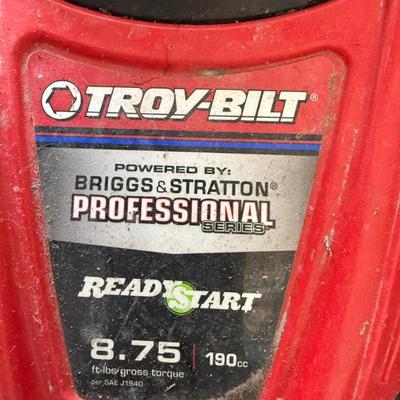 TROY-BILT®
POWERED BY:
BRIGGS & STRATTON®
PROFESSIONAL
SERIES™
READY START
8.75 190cc
ft-lbs gross torque
per SAE J1940